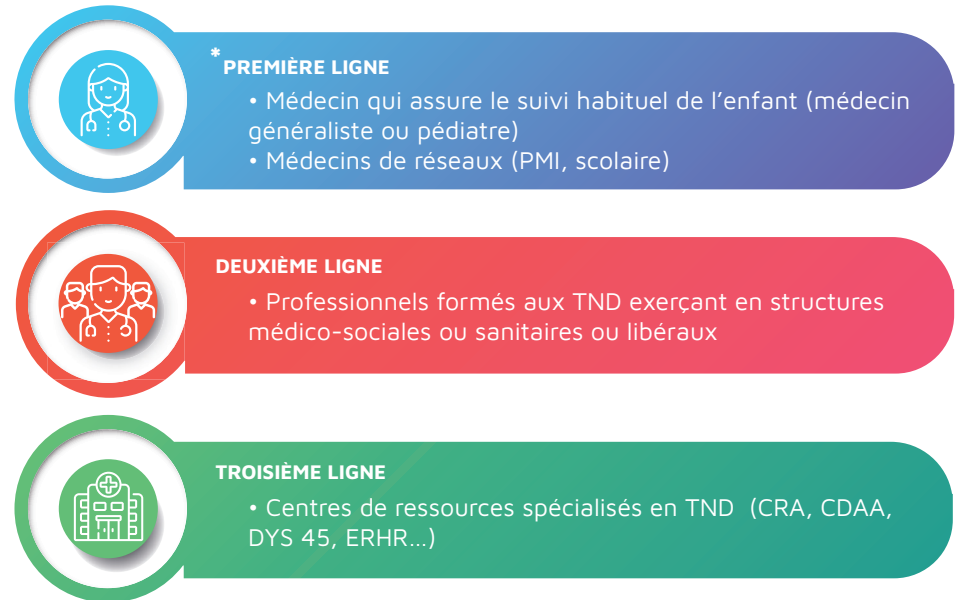 *PREMIÈRE LIGNE
• Médecin qui assure le suivi habituel de l'enfant (médecin
généraliste ou pédiatre)
• Médecins de réseaux (PMI, scolaire)
DEUXIÈME LIGNE
• Professionnels formés aux TND exerçant en structures
médico-sociales ou sanitaires ou libéraux
TROISIÈME LIGNE
• Centres de ressources spécialisés en TND (CRA, CDAA,
DYS 45, ERHR...)